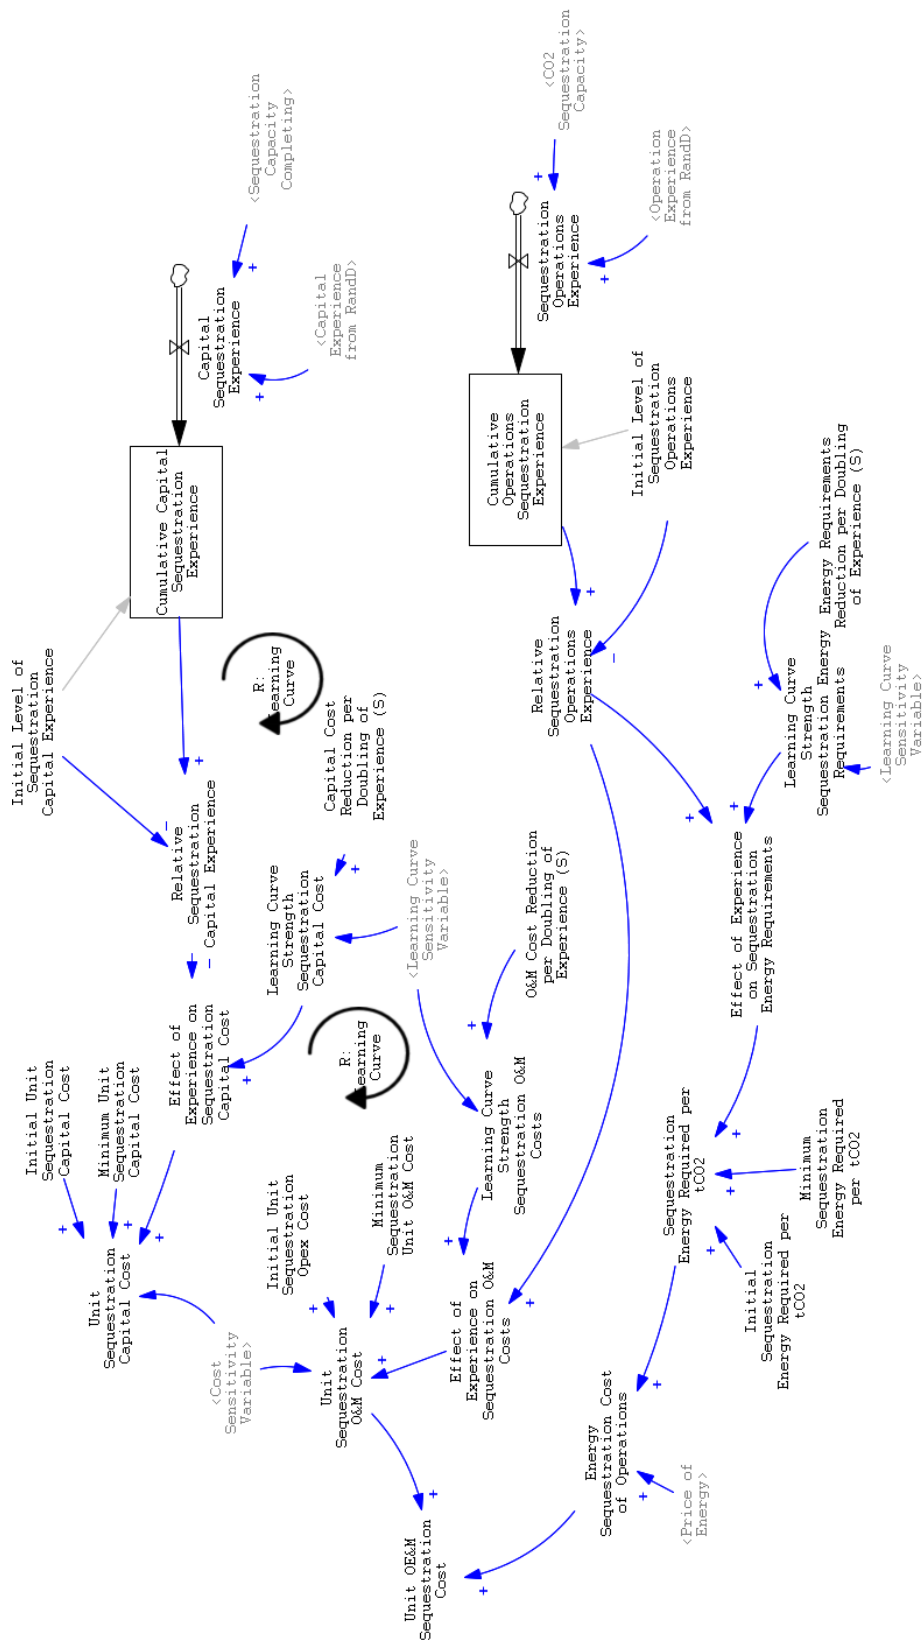 Initial Level of
Sequestration
Capital Experience
Initial Unit
Sequestration
Capital Cost
Minimum Unit
Sequestration
Capital Cost
Unit
Sequestration
Capital Cost
Effect of
Experience on
Sequestration
Capital Cost
Relative
Sequestration
Capital Experience
Cumulative Capital
Sequestration
Experience
Capital
Sequestration
Experience
<Sequestration
Capacity
Completing>
<Capital
Experience
from RandD>
R:
Learning
Curve
Capital Cost
Reduction per
Doubling of
Experience (S)
Learning Curve
Strength
Sequestration
Capital Cost
<Cost
Sensitivity
Variable>
Initial Unit
Sequestration
Opex Cost
R:
Learning
Curve
<Learning Curve
Sensitivity
Variable>
Unit
Sequestration
O&M Cost
Minimum
Sequestration
Unit O&M Cost
Learning Curve
Strength
Sequestration O&M
Costs
O&M Cost Reduction
per Doubling of
Experience (S)
Unit OE&M
Sequestration
Cost
Effect of
Experience on
Sequestration O&M
Costs
Relative
Sequestration
Operations
Experience
Cumulative
Operations
Sequestration
Experience
Sequestration
Operations
Experience
<CO2
Sequestration
Capacity>
<Operation
Experience
from RandD>
Initial Level of
Sequestration
Operations
Experience
Energy
Sequestration Cost
of Operations
<Price of
Energy>
Sequestration
Energy Required per
tCO2
Initial
Sequestration
Energy Required per
tCO2
Minimum
Sequestration
Energy Required
per tCO2
Effect of Experience
on Sequestration
Energy Requirements
Learning Curve
Strength
Sequestration Energy
Requirements
Energy Requirements
Reduction per Doubling
of Experience (S)
<Learning Curve
Sensitivity
Variable>